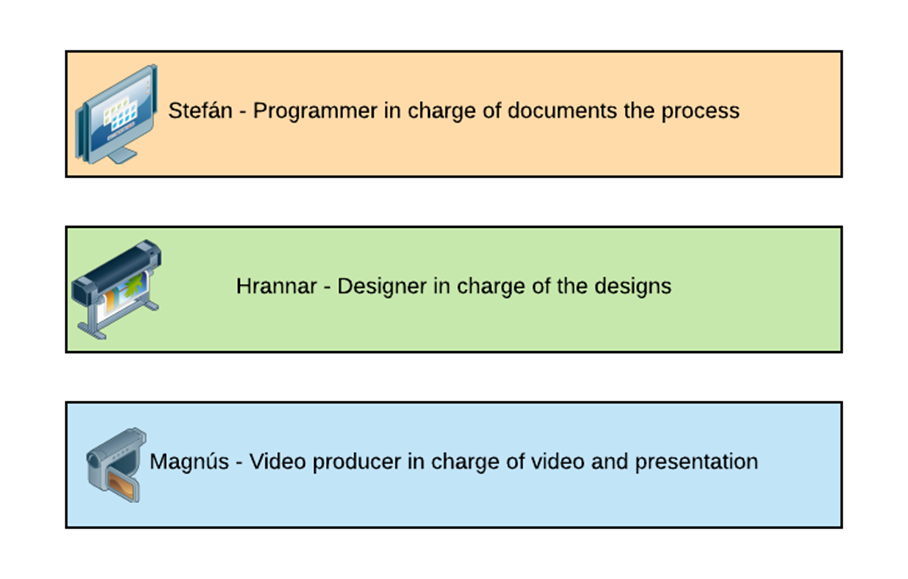 Stefán - Programmer in charge of documents the process
Hrannar - Designer in charge of the designs
Magnús - Video producer in charge of video and presentation